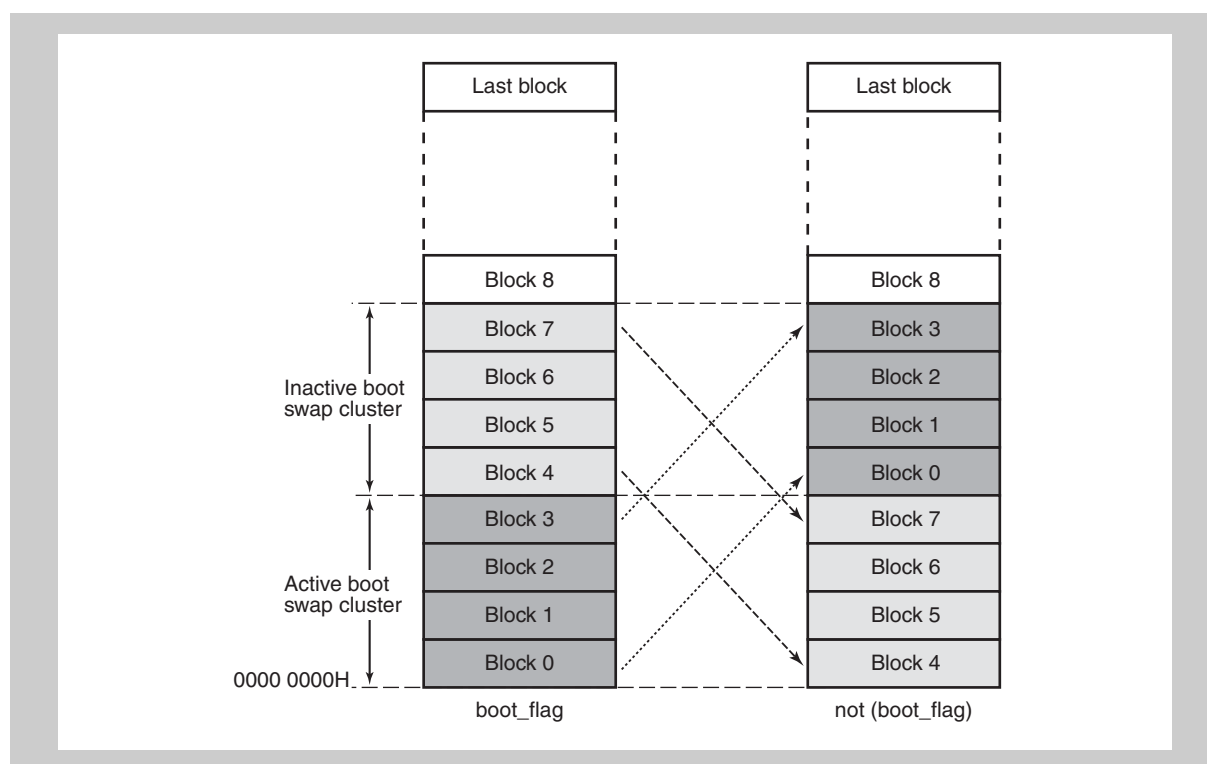 Last block
Last block
Block 8
Block 8
Block 7
Block 3
Block 6
Block 2
Inactive boot
swap cluster
Block 5
Block 1
Block 4
Block 0
Block 3
Block 7
Block 2
Block 6
Active boot
swap cluster
Block 1
Block 5
Block 0
Block 4
0000 0000H
boot_flag
not (boot_flag)